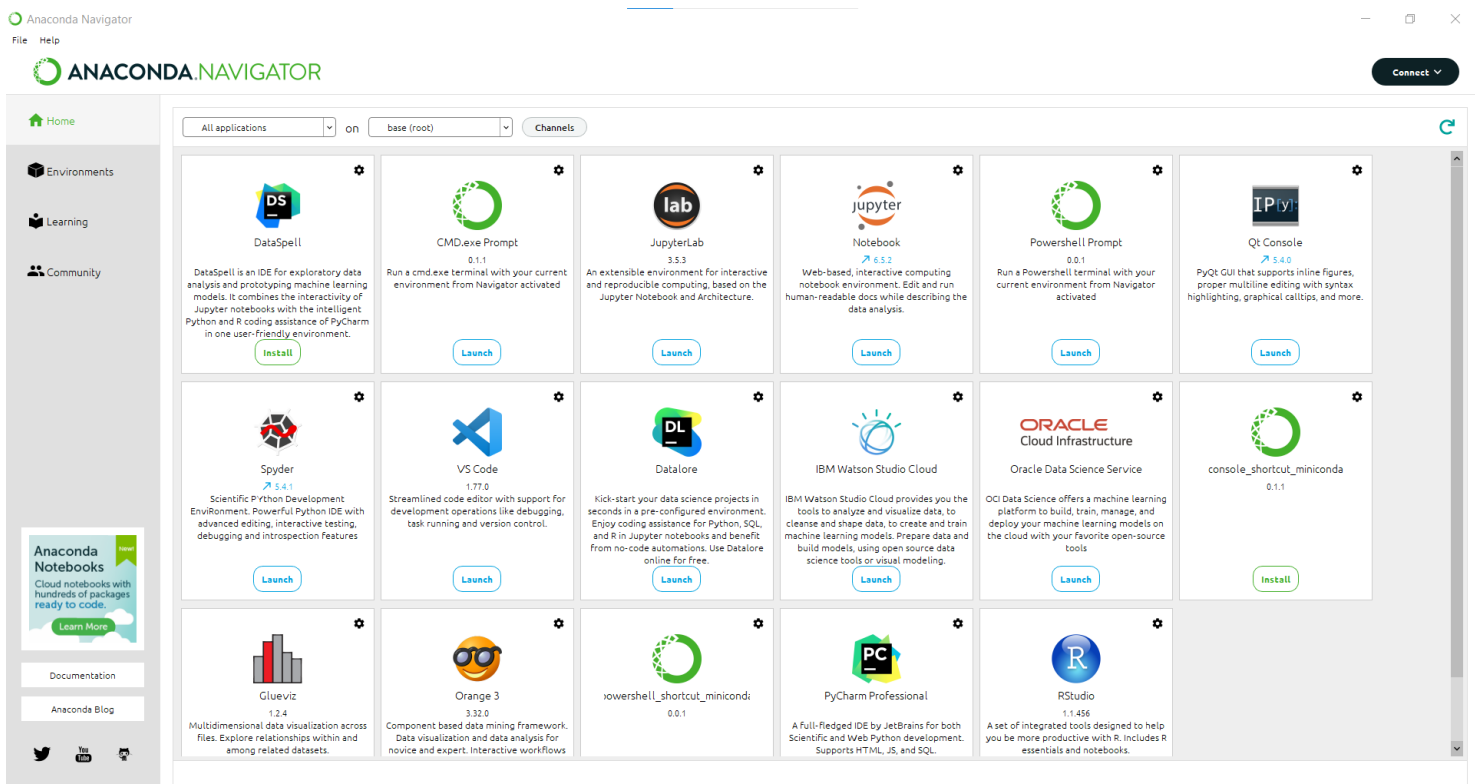 Anaconda Navigator
File Help
ANACONDA.NAVIGATOR
Connect
Home
Environments
Learning
Community
Anaconda
Notebooks
New!
Cloud notebooks with
hundreds of packages
ready to code.
Learn More
Documentation
Anaconda Blog
You
Tube
All applications on base (root) Channels
DS
DataSpell
DataSpell is an IDE for exploratory data
analysis and prototyping machine learning
models. It combines the interactivity of
Jupyter notebooks with the intelligent
Python and R coding assistance of PyCharm
in one user-friendly environment.
Install
CMD.exe Prompt
0.1.1
Run a cmd.exe terminal with your current
environment from Navigator activated
Launch
lab
JupyterLab
3.5.3
An extensible environment for interactive
and reproducible computing, based on the
Jupyter Notebook and Architecture.
Launch
jupyter
Notebook
6.5.2
Web-based, interactive computing
notebook environment. Edit and run
human-readable docs while describing the
data analysis.
Launch
Powershell Prompt
0.0.1
Run a Powershell terminal with your
current environment from Navigator
activated
Launch
IP[y]:
Qt Console
5.4.0
PyQt GUI that supports inline figures,
proper multiline editing with syntax
highlighting, graphical calltips, and more.
Launch
Spyder
5.4.1
Scientific PYthon Development
EnviRonment. Powerful Python IDE with
advanced editing, interactive testing,
debugging and introspection features
Launch
VS Code
1.77.0
Streamlined code editor with support for
development operations like debugging,
task running and version control.
Launch
DL
Datalore
Kick-start your data science projects in
seconds in a pre-configured environment.
Enjoy coding assistance for Python, SQL,
and R in Jupyter notebooks and benefit
from no-code automations. Use Datalore
online for free.
Launch
IBM Watson Studio Cloud
IBM Watson Studio Cloud provides you the
tools to analyze and visualize data, to
cleanse and shape data, to create and train
machine learning models. Prepare data and
build models, using open source data
science tools or visual modeling.
Launch
ORACLE
Cloud Infrastructure
Oracle Data Science Service
OCI Data Science offers a machine learning
platform to build, train, manage, and
deploy your machine learning models on
the cloud with your favorite open-source
tools
Launch
console_shortcut_miniconda
0.1.1
Install
Glueviz
1.2.4
Multidimensional data visualization across
files. Explore relationships within and
among related datasets.
Orange 3
3.32.0
Component based data mining framework.
Data visualization and data analysis for
novice and expert. Interactive workflows
powershell_shortcut_miniconda
0.0.1
PC
PyCharm Professional
A full-fledged IDE by JetBrains for both
Scientific and Web Python development.
Supports HTML, JS, and SQL.
R
RStudio
1.1.456
A set of integrated tools designed to help
you be more productive with R. Includes R
essentials and notebooks.